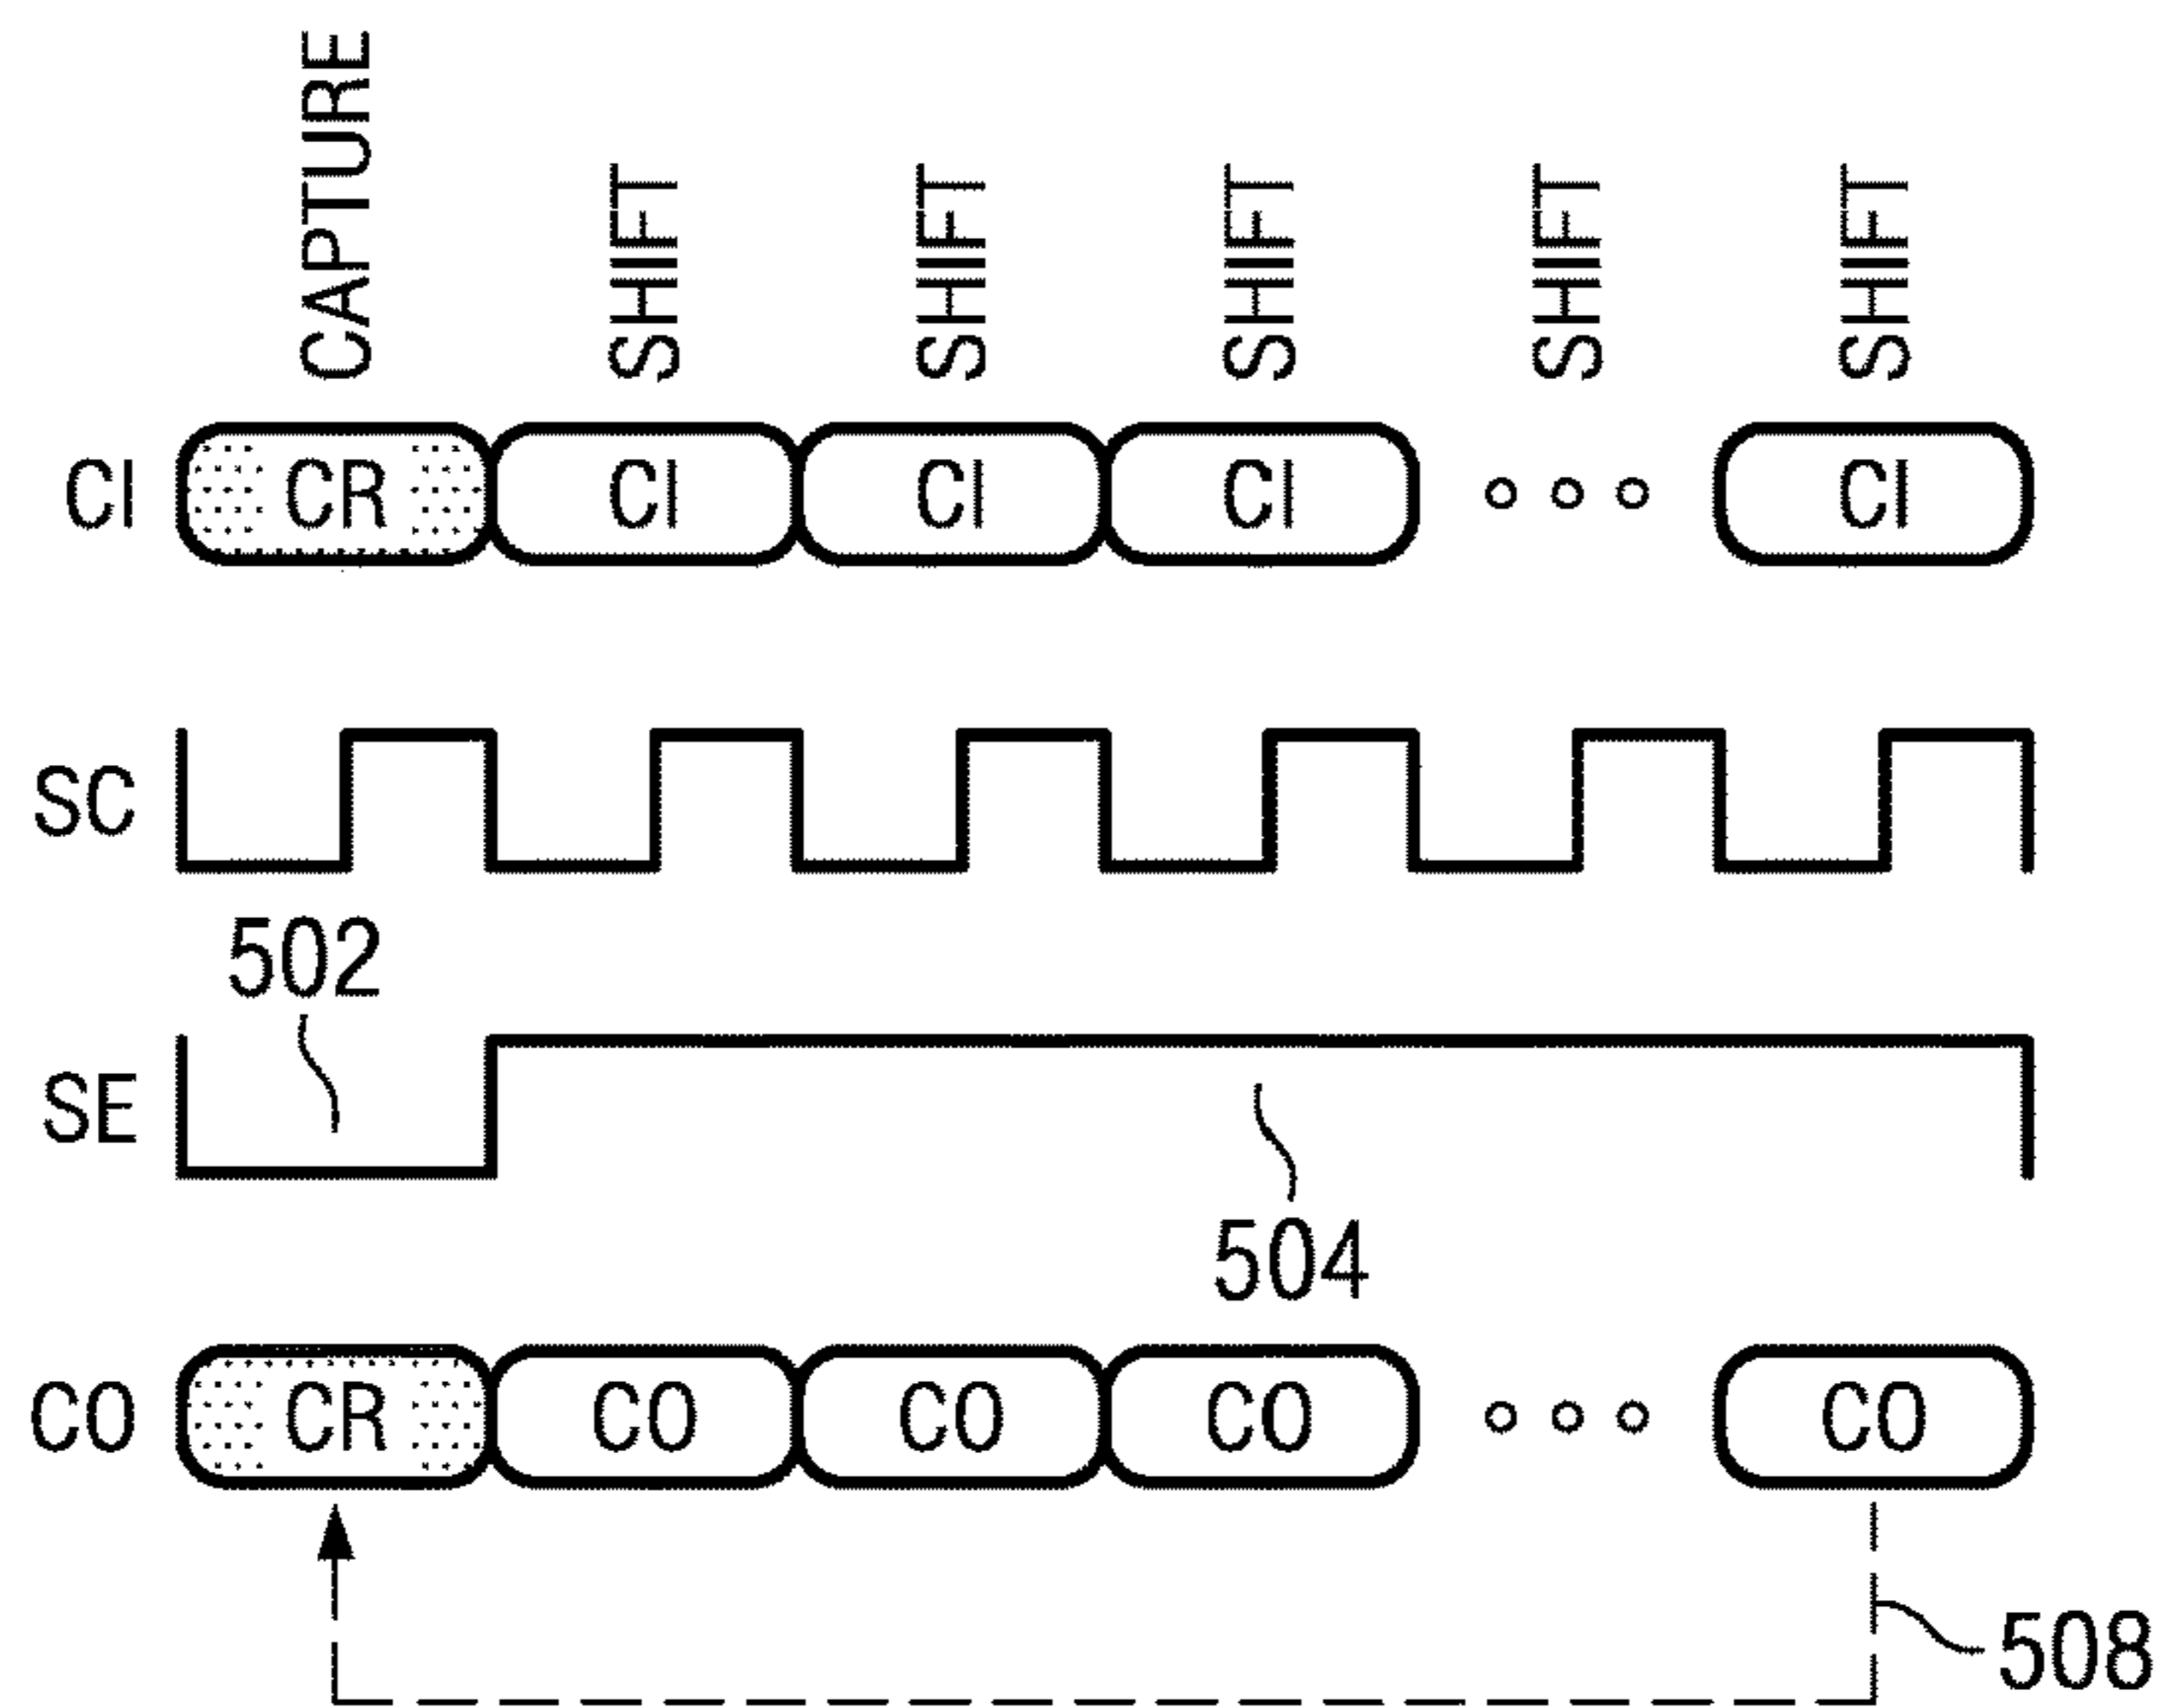 CAPTURE SHIFT SHIFT SHIFT SHIFT SHIFT
CI CR CI CI CI CI
SC
502
SE
504
CO CR CO CO CO CO
508